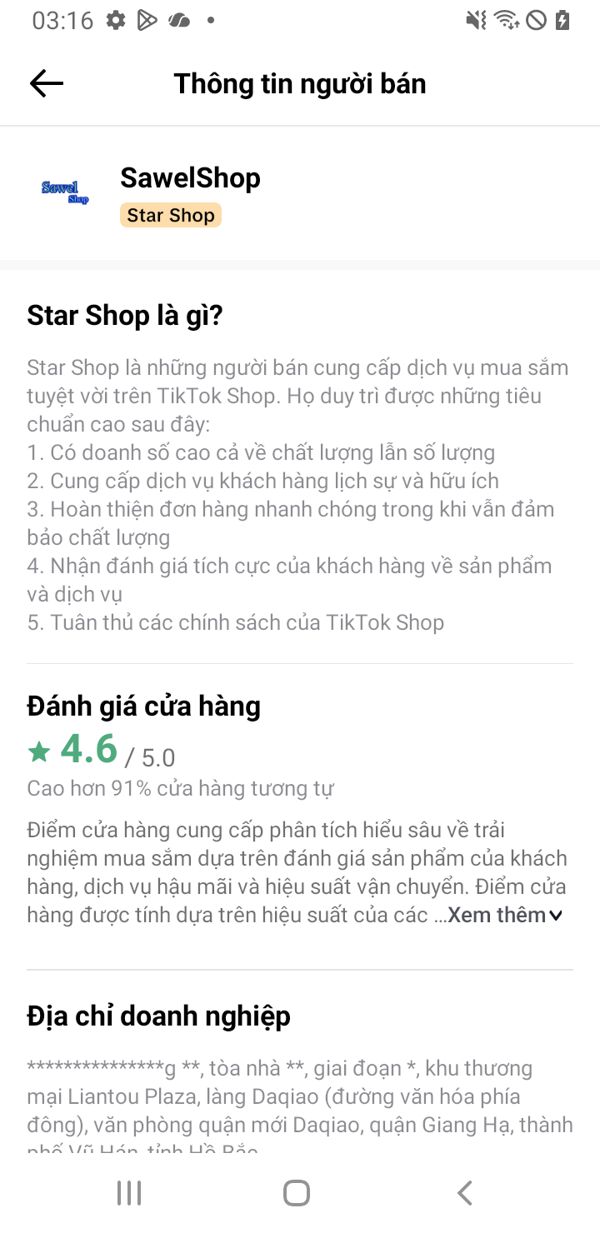 03:16
Thông tin người bán
Sawel
Shop
SawelShop
Star Shop
Star Shop là gì?
Star Shop là những người bán cung cấp dịch vụ mua sắm
tuyệt vời trên TikTok Shop. Họ duy trì được những tiêu
chuẩn cao sau đây:
1. Có doanh số cao cả về chất lượng lẫn số lượng
2. Cung cấp dịch vụ khách hàng lịch sự và hữu ích
3. Hoàn thiện đơn hàng nhanh chóng trong khi vẫn đảm
bảo chất lượng
4. Nhận đánh giá tích cực của khách hàng về sản phẩm
và dịch vụ
5. Tuân thủ các chính sách của TikTok Shop
Đánh giá cửa hàng
4.6 / 5.0
Cao hơn 91% cửa hàng tương tự
Điểm cửa hàng cung cấp phân tích hiểu sâu về trải
nghiệm mua sắm dựa trên đánh giá sản phẩm của khách
hàng, dịch vụ hậu mãi và hiệu suất vận chuyển. Điểm cửa
hàng được tính dựa trên hiệu suất của các ...Xem thêm
Địa chỉ doanh nghiệp
***************g **, tòa nhà **, giai đoạn *, khu thương
mại Liantou Plaza, làng Daqiao (đường văn hóa phía
đông), văn phòng quận mới Daqiao, quận Giang Hạ, thành
phố Vũ Hán, tỉnh Hồ Bắc